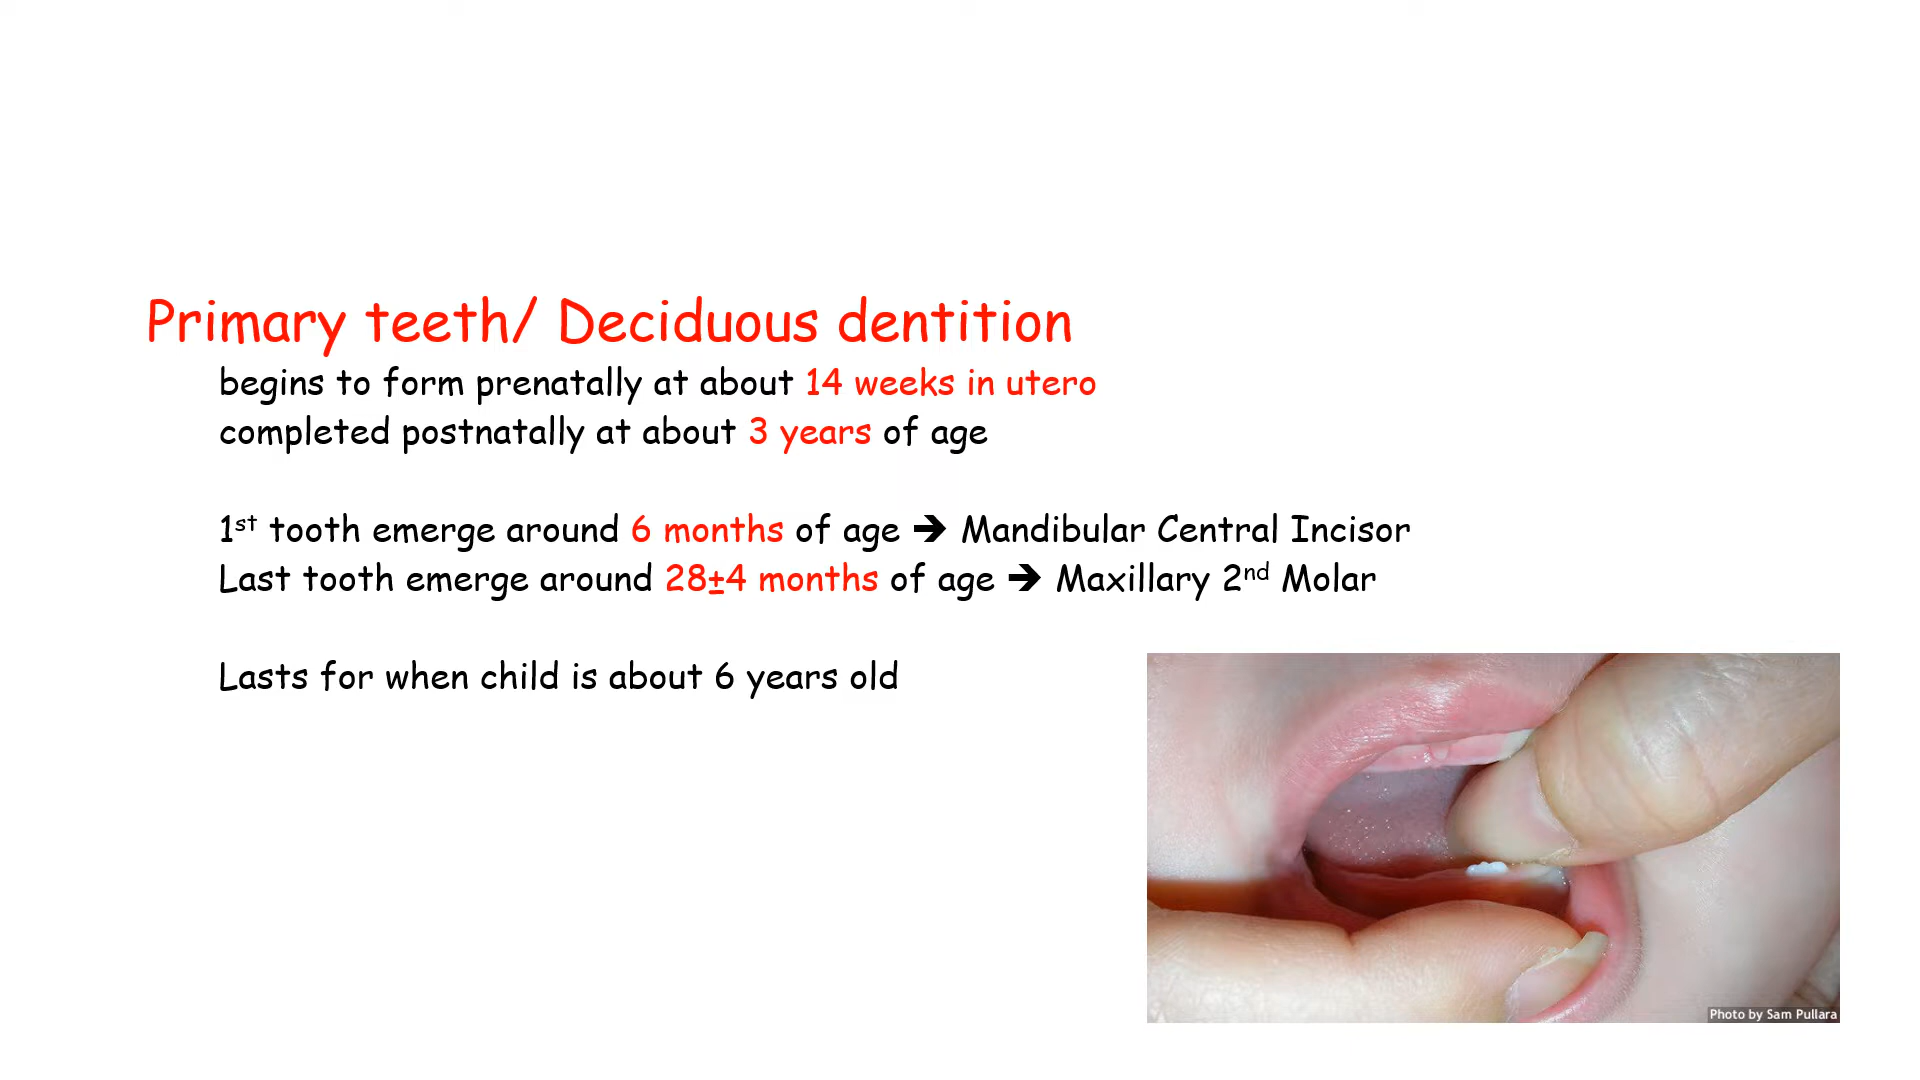 Primary teeth/ Deciduous dentition
begins to form prenatally at about 14 weeks in utero
completed postnatally at about 3 years of age
1st tooth emerge around 6 months of age ➔ Mandibular Central Incisor
Last tooth emerge around 28±4 months of age ➔ Maxillary 2nd Molar
Lasts for when child is about 6 years old
Photo by Sam Pullara